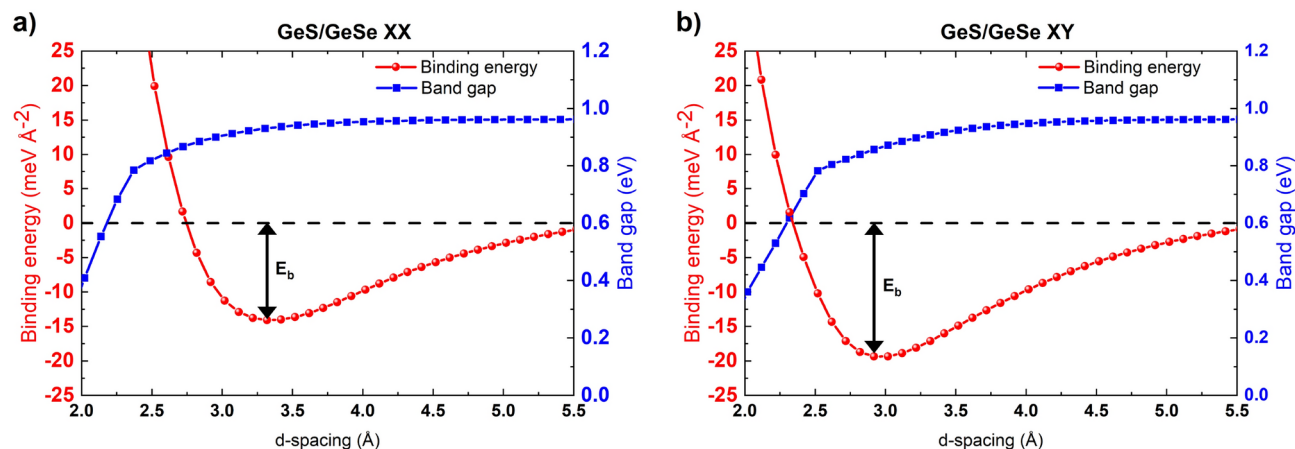 a)
GeS/GeSe XX
Binding energy (meV Å-2)
25
20
15
10
5
0
-5
-10
-15
-20
-25
Binding energy
Band gap
E_b
1.2
1.0
0.8
0.6
0.4
0.2
0.0
Band gap (eV)
2.0 2.5 3.0 3.5 4.0 4.5 5.0 5.5
d-spacing (Å)
b)
GeS/GeSe XY
Binding energy (meV Å-2)
25
20
15
10
5
0
-5
-10
-15
-20
-25
Binding energy
Band gap
E_b
1.2
1.0
0.8
0.6
0.4
0.2
0.0
Band gap (eV)
2.0 2.5 3.0 3.5 4.0 4.5 5.0 5.5
d-spacing (Å)